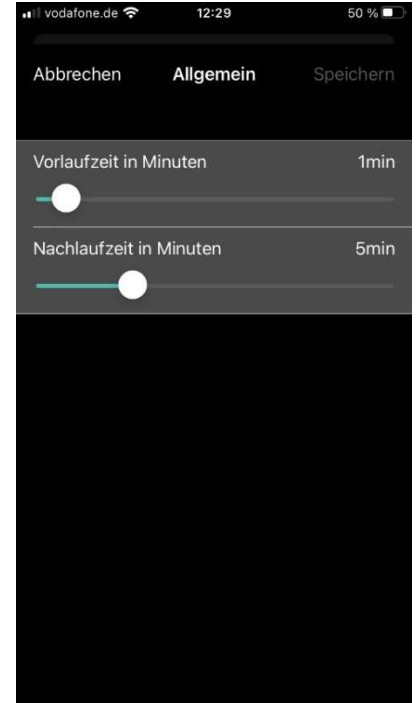 vodafone.de 12:29 50 %
Abbrechen Allgemein Speichern
Vorlaufzeit in Minuten 1min
Nachlaufzeit in Minuten 5min